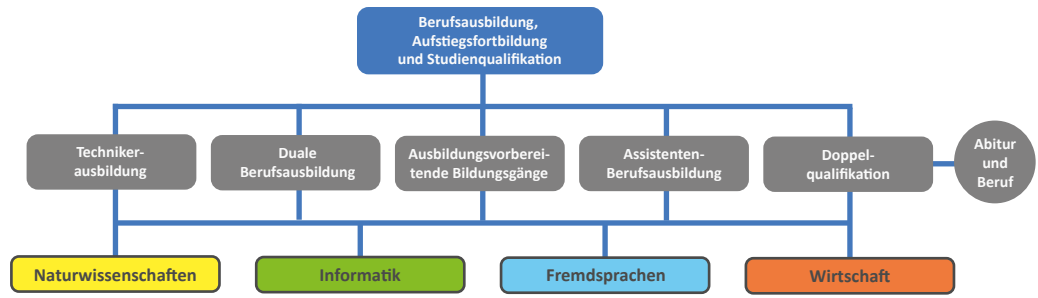 Berufsausbildung,
Aufstiegsfortbildung
und Studienqualifikation
Techniker-
ausbildung
Duale
Berufsausbildung
Ausbildungsvorberei-
tende Bildungsgänge
Assistenten-
Berufsausbildung
Doppel-
qualifikation
Abitur
und
Beruf
Naturwissenschaften
Informatik
Fremdsprachen
Wirtschaft